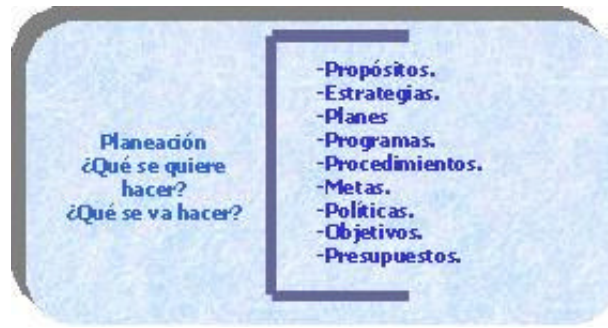 Planeación
¿Qué se quiere
hacer?
¿Qué se va hacer?
-Propósitos.
-Estrategias.
-Planes
-Programas.
-Procedimientos.
-Metas.
-Políticas.
-Objetivos.
-Presupuestos.